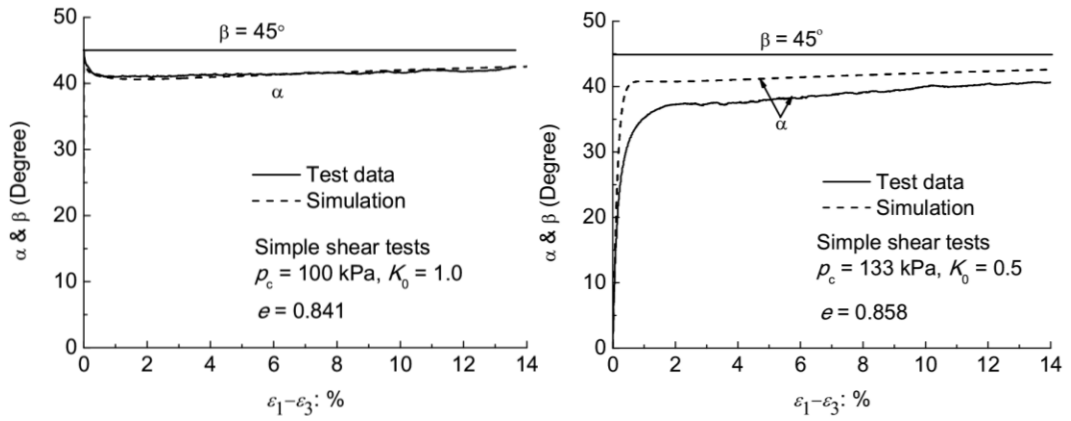 50
β = 45°
40
α
30
α & β (Degree)
Test data
Simulation
20
Simple shear tests
p_c = 100 kPa, K_0 = 1.0
10
e = 0.841
0
0 2 4 6 8 10 12 14
ε_1–ε_3: %
50
β = 45°
40
α
30
α & β (Degree)
Test data
Simulation
20
Simple shear tests
p_c = 133 kPa, K_0 = 0.5
10
e = 0.858
0
0 2 4 6 8 10 12 14
ε_1–ε_3: %